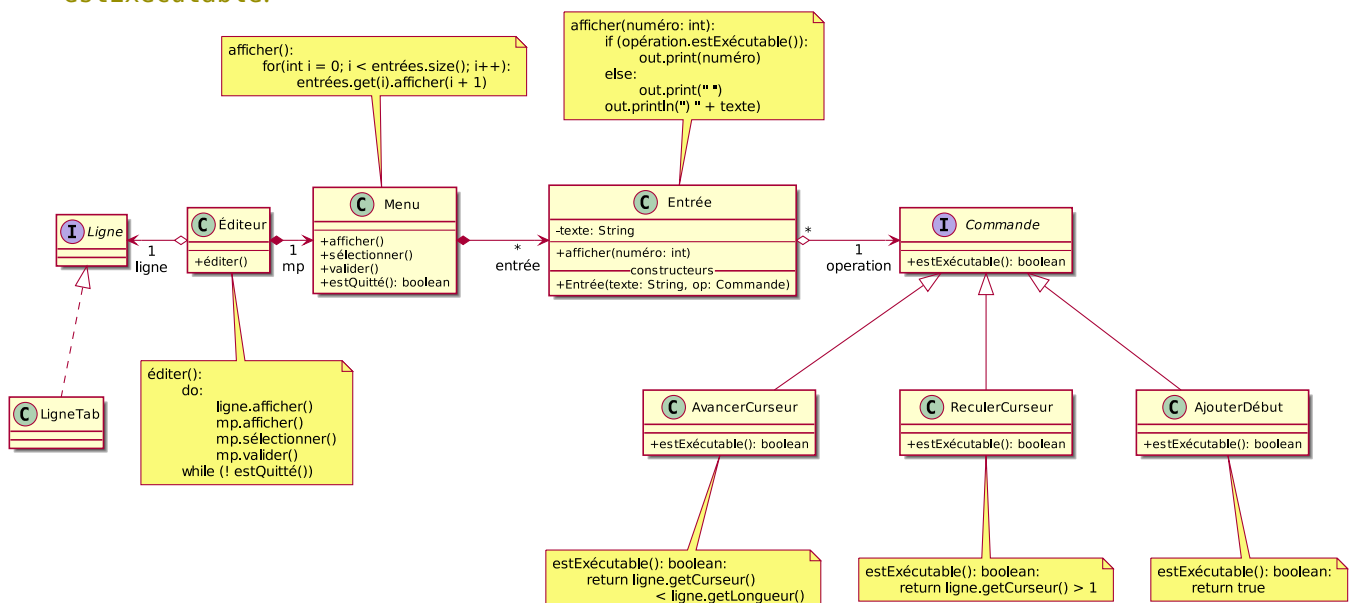 estExécutable.
afficher():
for(int i = 0; i < entrées.size(); i++):
entrées.get(i).afficher(i + 1)
afficher(numéro: int):
if (opération.estExécutable()):
out.print(numéro)
else:
out.print(" ")
out.println(") " + texte)
I Ligne
1
ligne
C Éditeur
+éditer()
1
mp
C Menu
+afficher()
+sélectionner()
+valider()
+estQuitté(): boolean
*
entrée
C Entrée
-texte: String
+afficher(numéro: int)
constructeurs
+Entrée(texte: String, op: Commande)
*
1
operation
I Commande
+estExécutable(): boolean
C LigneTab
éditer():
do:
ligne.afficher()
mp.afficher()
mp.sélectionner()
mp.valider()
while (! estQuitté())
C AvancerCurseur
+estExécutable(): boolean
C ReculerCurseur
+estExécutable(): boolean
C AjouterDébut
+estExécutable(): boolean
estExécutable(): boolean:
return ligne.getCurseur()
< ligne.getLongueur()
estExécutable(): boolean:
return ligne.getCurseur() > 1
estExécutable(): boolean:
return true